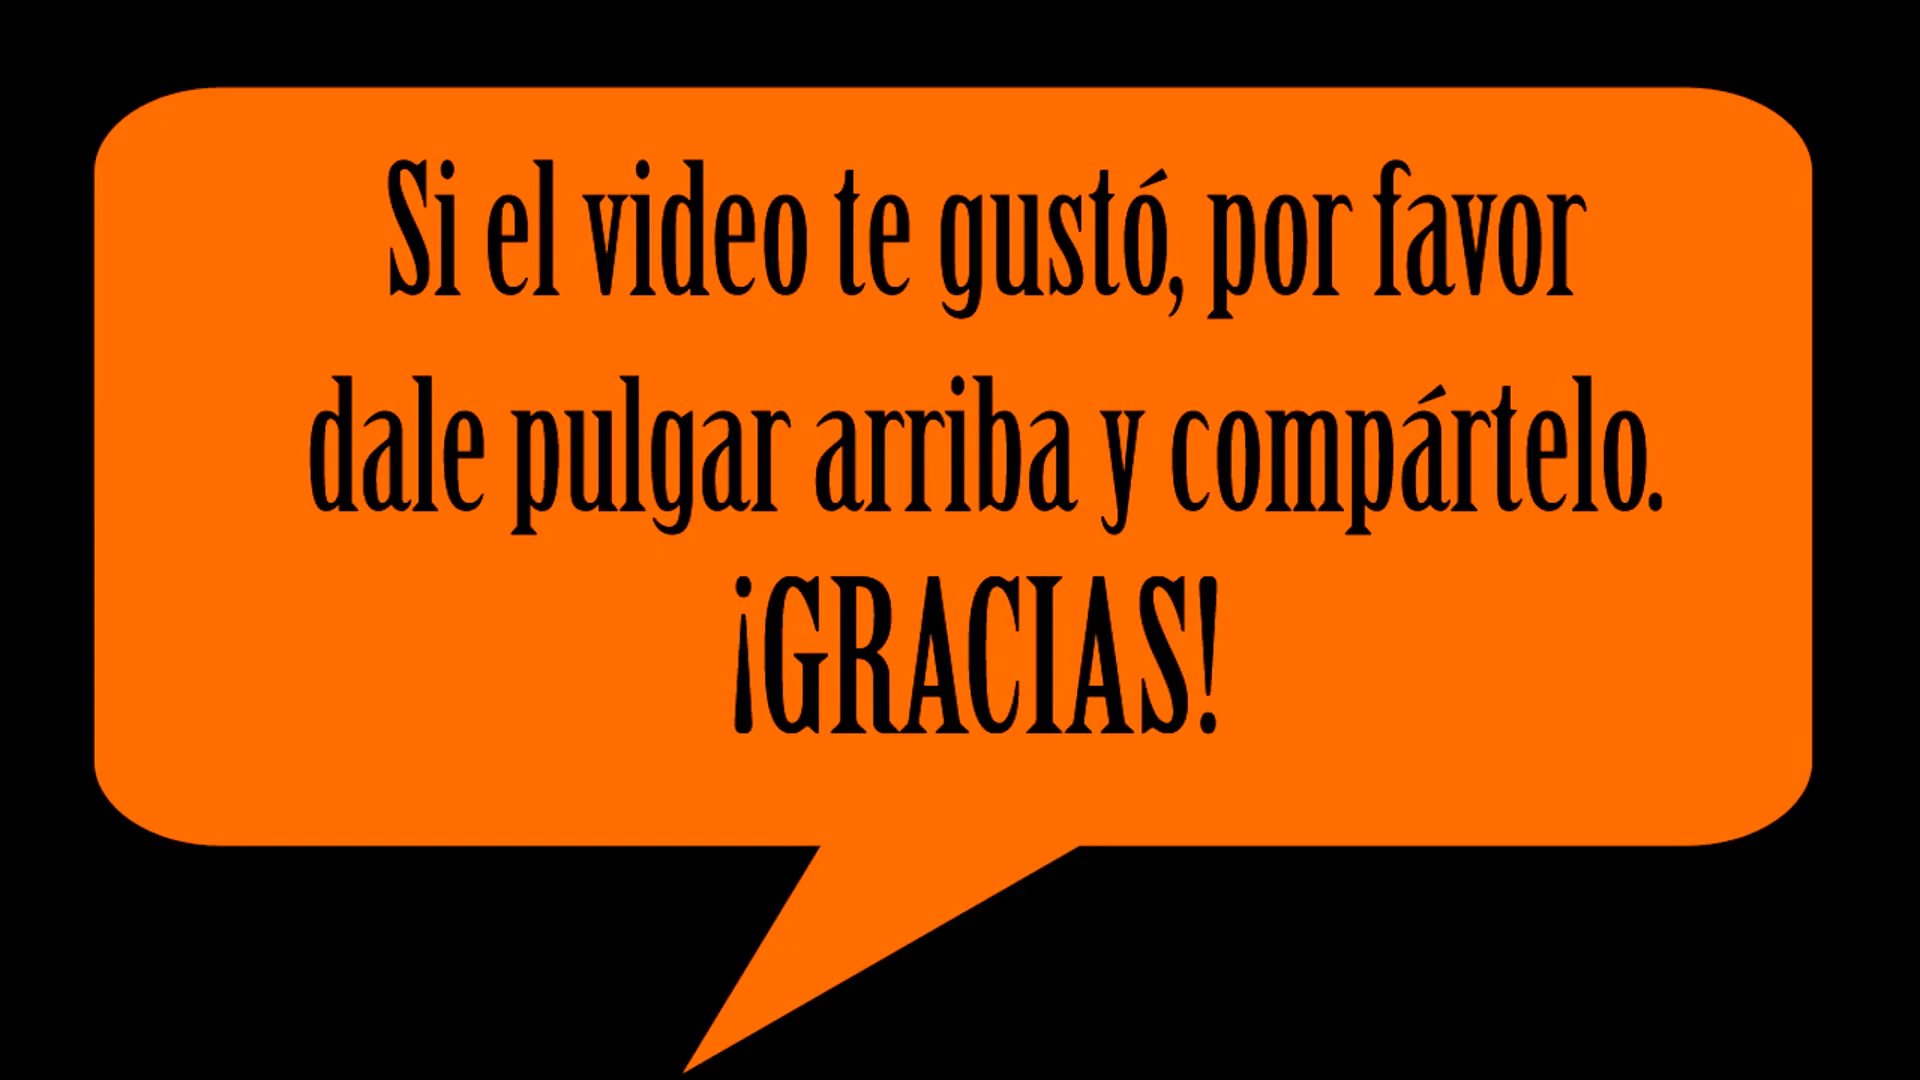 Si el video te gustó, por favor
dale pulgar arriba y compártelo.
¡GRACIAS!